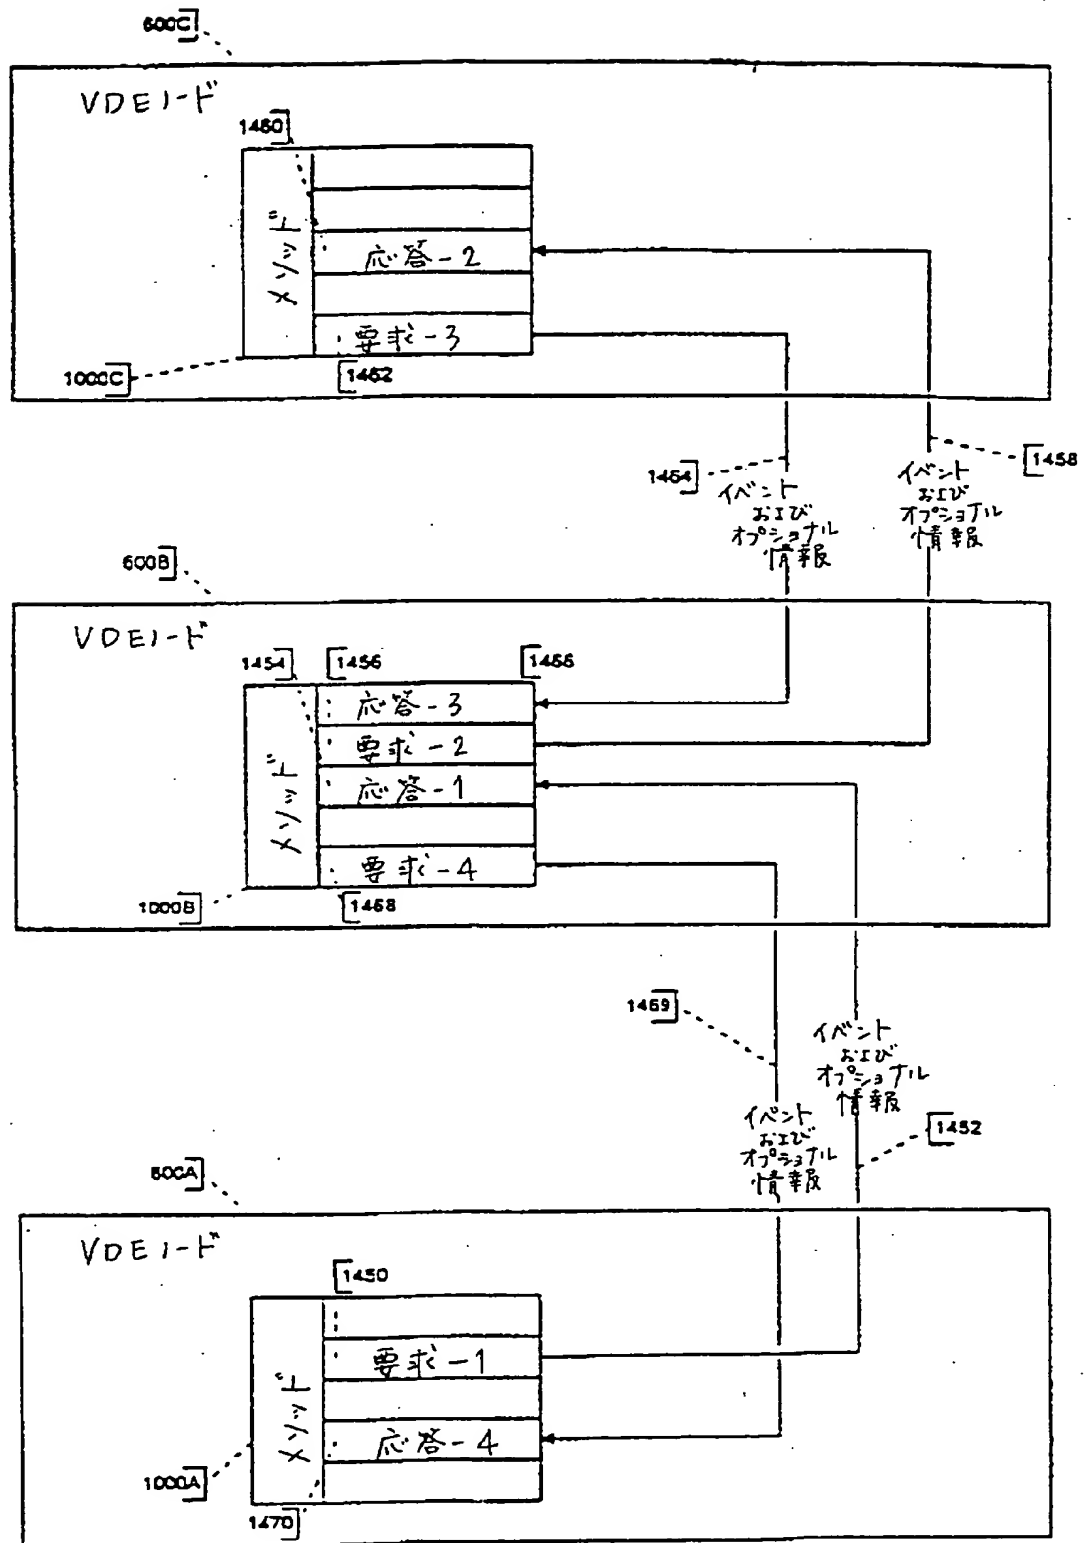 600C
VDEノード
1460
メソッド
応答-2
要求-3
1000C
1462
1464
イベント
および
オプショナル
情報
1458
イベント
および
オプショナル
情報
600B
VDEノード
1454
1456
1466
メソッド
応答-3
要求-2
応答-1
要求-4
1000B
1468
1469
イベント
および
オプショナル
情報
イベント
および
オプショナル
情報
1452
600A
VDEノード
1450
メソッド
要求-1
応答-4
1000A
1470